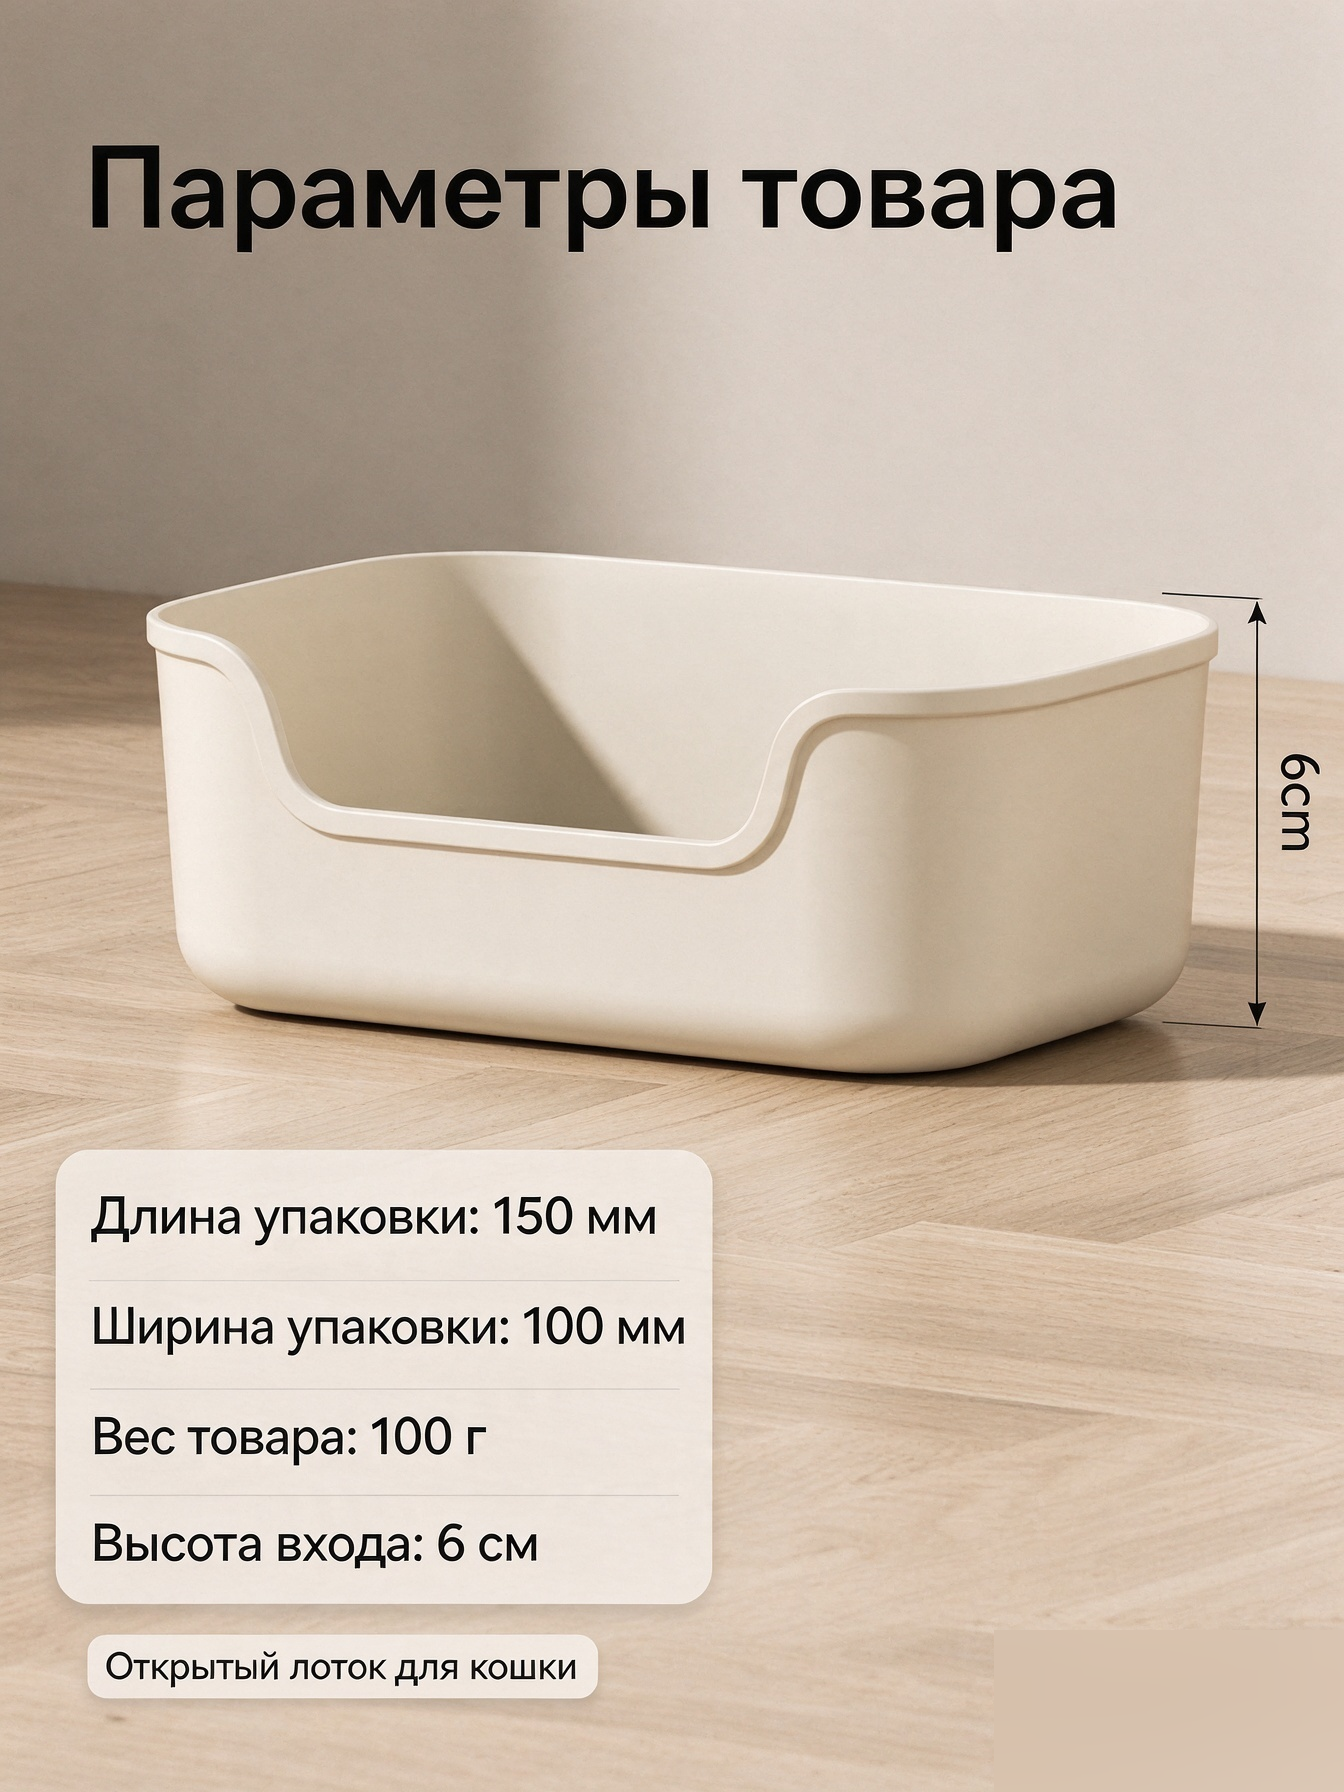 Параметры товара
6cm
Длина упаковки: 150 мм
Ширина упаковки: 100 мм
Вес товара: 100 г
Высота входа: 6 см
Открытый лоток для кошки